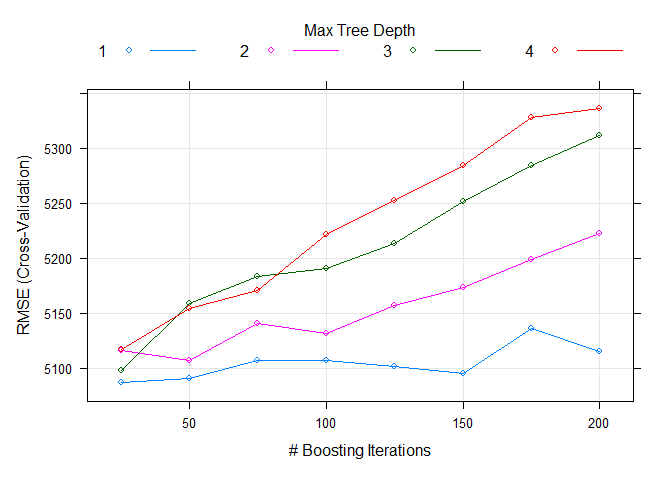 Max Tree Depth
1 2 3 4
5300
5250
5200
5150
5100
RMSE (Cross-Validation)
50 100 150 200
# Boosting Iterations